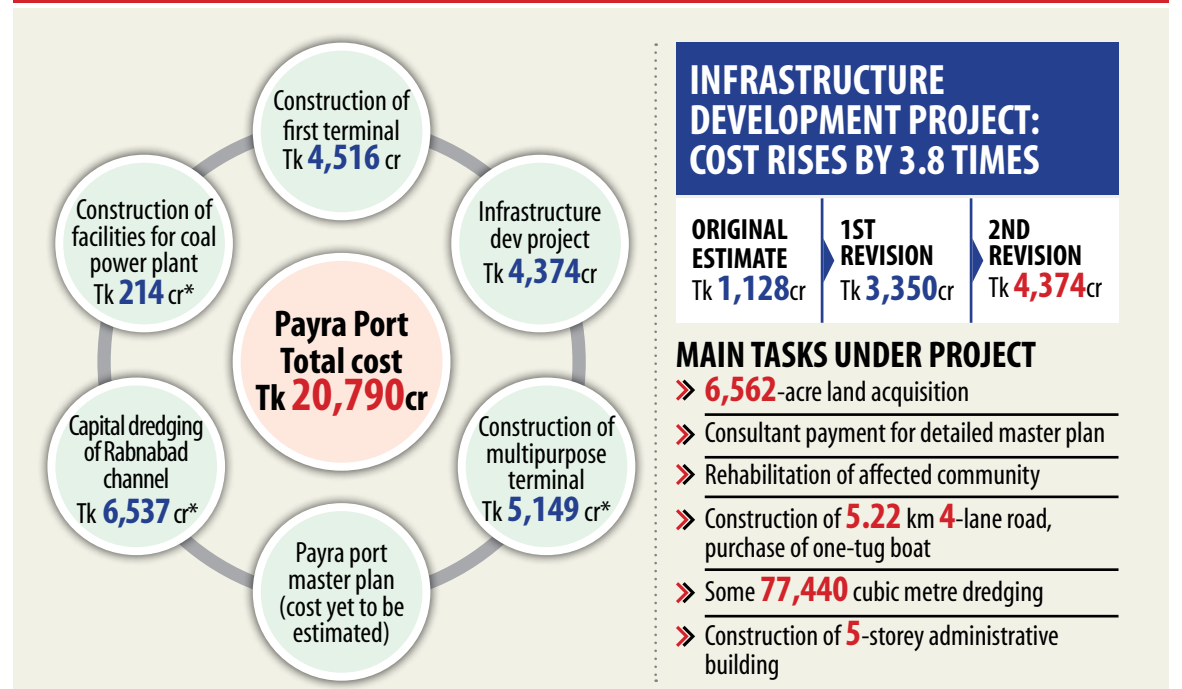 Construction of
first terminal
Tk 4,516 cr
Infrastructure
dev project
Tk 4,374cr
Construction of
multipurpose
terminal
Tk 5,149 cr*
Payra port
master plan
(cost yet to be
estimated)
Capital dredging
of Rabnabad
channel
Tk 6,537 cr*
Construction of
facilities for coal
power plant
Tk 214 cr*
Payra Port
Total cost
Tk 20,790cr
INFRASTRUCTURE
DEVELOPMENT PROJECT:
COST RISES BY 3.8 TIMES
ORIGINAL
ESTIMATE
Tk 1,128cr
1ST
REVISION
Tk 3,350cr
2ND
REVISION
Tk 4,374cr
MAIN TASKS UNDER PROJECT
6,562-acre land acquisition
Consultant payment for detailed master plan
Rehabilitation of affected community
Construction of 5.22 km 4-lane road,
purchase of one-tug boat
Some 77,440 cubic metre dredging
Construction of 5-storey administrative
building